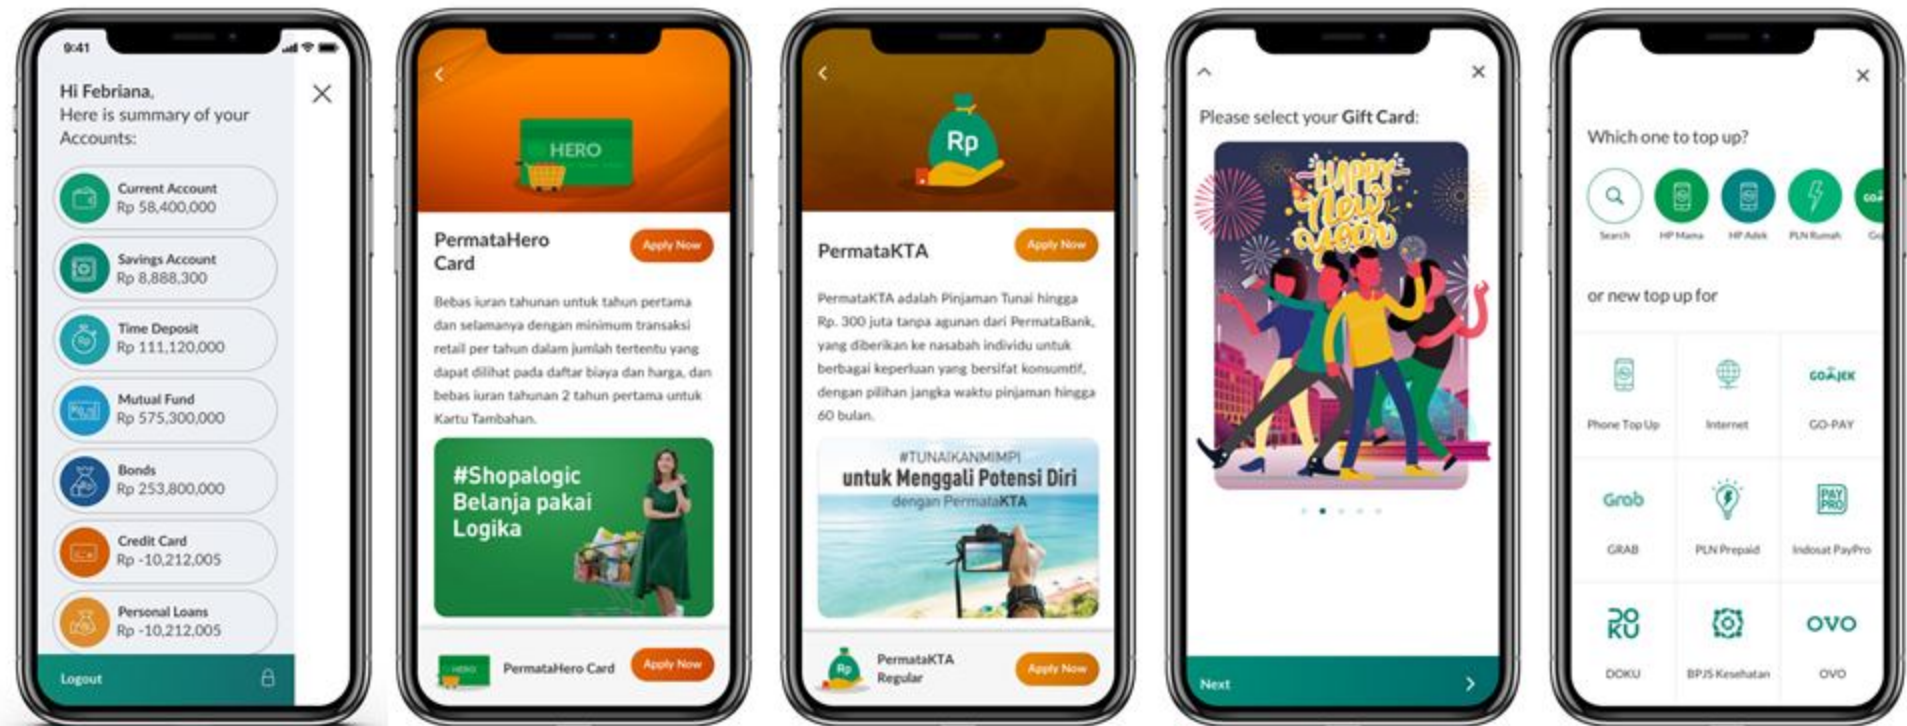 9:41
Hi Febriana,
Here is summary of your
Accounts:
Current Account
Rp 58,400,000
Savings Account
Rp 8,888,300
Time Deposit
Rp 111,120,000
Mutual Fund
Rp 575,300,000
Bonds
Rp 253,800,000
Credit Card
Rp -10,212,005
Personal Loans
Rp -10,212,005
Logout
HERO
PermataHero
Card
Apply Now
Bebas iuran tahunan untuk tahun pertama
dan selamanya dengan minimum transaksi
retail per tahun dalam jumlah tertentu yang
dapat dilihat pada daftar biaya dan harga, dan
bebas iuran tahunan 2 tahun pertama untuk
Kartu Tambahan.
#Shopalogic
Belanja pakai
Logika
HERO
PermataHero Card
Apply Now
Rp
PermataKTA
Apply Now
PermataKTA adalah Pinjaman Tunai hingga
Rp. 300 juta tanpa agunan dari PermataBank,
yang diberikan ke nasabah individu untuk
berbagai keperluan yang bersifat konsumtif,
dengan pilihan jangka waktu pinjaman hingga
60 bulan.
#TUNAIKANMIMPI
untuk Menggali Potensi Diri
dengan PermataKTA
Rp
PermataKTA
Regular
Apply Now
Please select your Gift Card:
HAPPY
New
Year
Next
Which one to top up?
Search
HP Mama
HP Adek
PLN Rumah
or new top up for
Phone Top Up
Internet
GOJEK
GO-PAY
Grab
GRAB
PLN Prepaid
PAY
PRO
Indosat PayPro
DO
KU
DOKU
BPJS Kesehatan
OVO
OVO